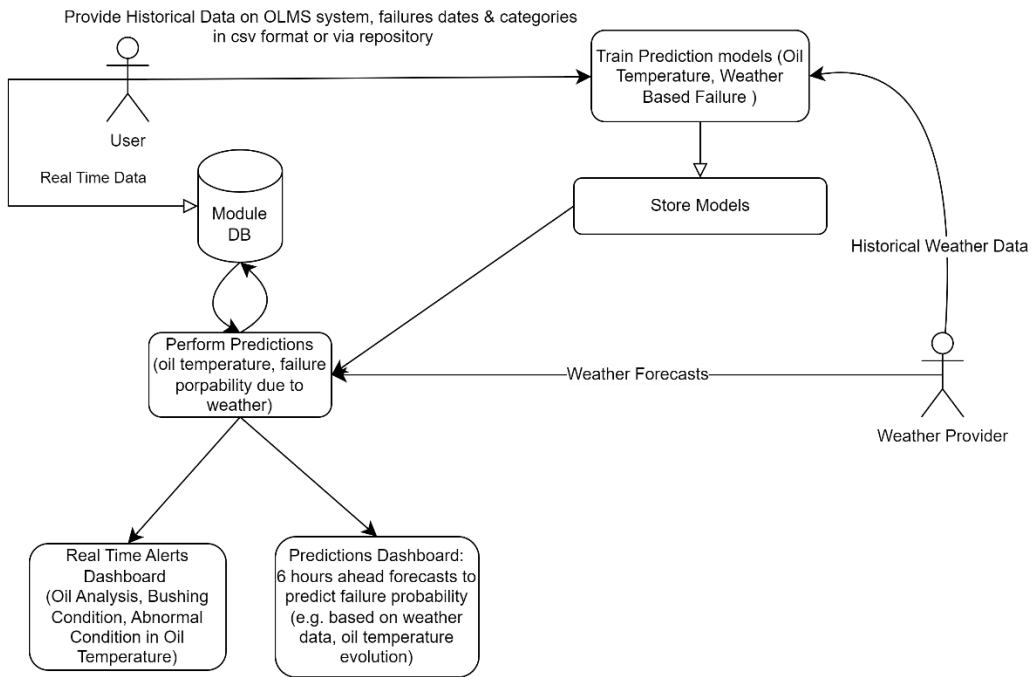 Provide Historical Data on OLMS system, failures dates & categories
in csv format or via repository
Train Prediction models (Oil
Temperature, Weather
Based Failure )
User
Real Time Data
Module
DB
Store Models
Historical Weather Data
Perform Predictions
(oil temperature, failure
porpability due to
weather)
Weather Forecasts
Weather Provider
Real Time Alerts
Dashboard
(Oil Analysis, Bushing
Condition, Abnormal
Condition in Oil
Temperature)
Predictions Dashboard:
6 hours ahead forecasts to
predict failure probability
(e.g. based on weather
data, oil temperature
evolution)